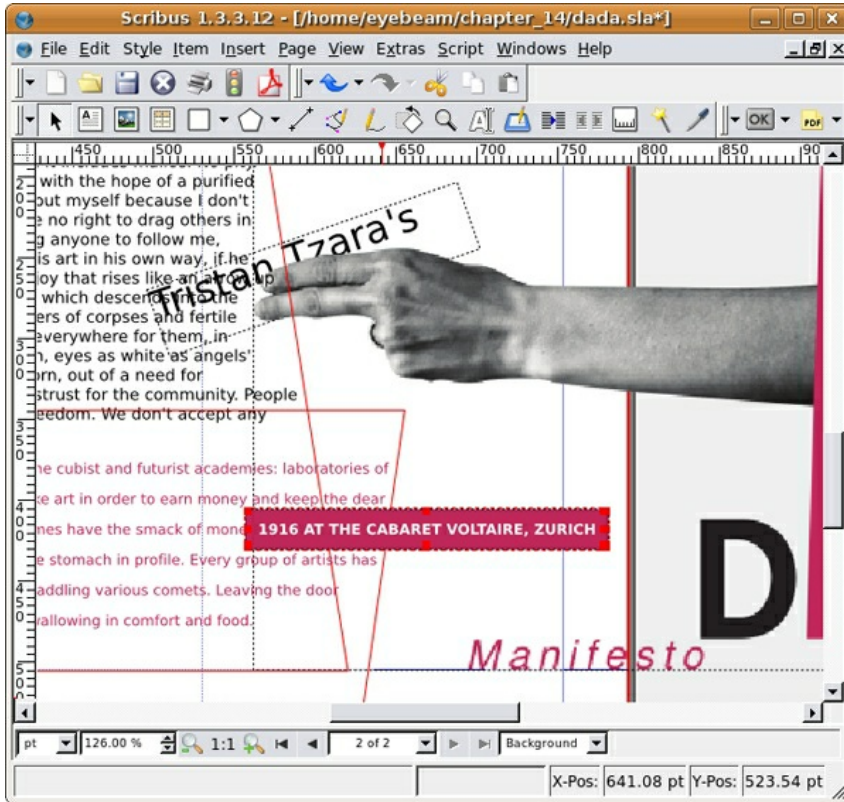 Scribus 1.3.3.12 - [/home/eyebeam/chapter_14/dada.sla*]
File Edit Style Item Insert Page View Extras Script Windows Help
OK PDF
450 500 550 600 650 700 750 800 850
with the hope of a purified
but myself because I don't
no right to drag others in
anyone to follow me,
is art in his own way, if he
joy that rises like an arrow up
which descends into the
ers of corpses and fertile
everywhere for them, in
, eyes as white as angels'
orn, out of a need for
strust for the community. People
eedom. We don't accept any
Tristan Tzara's
he cubist and futurist academies: laboratories of
ke art in order to earn money and keep the dear
mes have the smack of mone
1916 AT THE CABARET VOLTAIRE, ZURICH
e stomach in profile. Every group of artists has
addling various comets. Leaving the door
allowing in comfort and food.
D
Manifesto
pt 126.00 % 1:1 2 of 2 Background
X-Pos: 641.08 pt Y-Pos: 523.54 pt